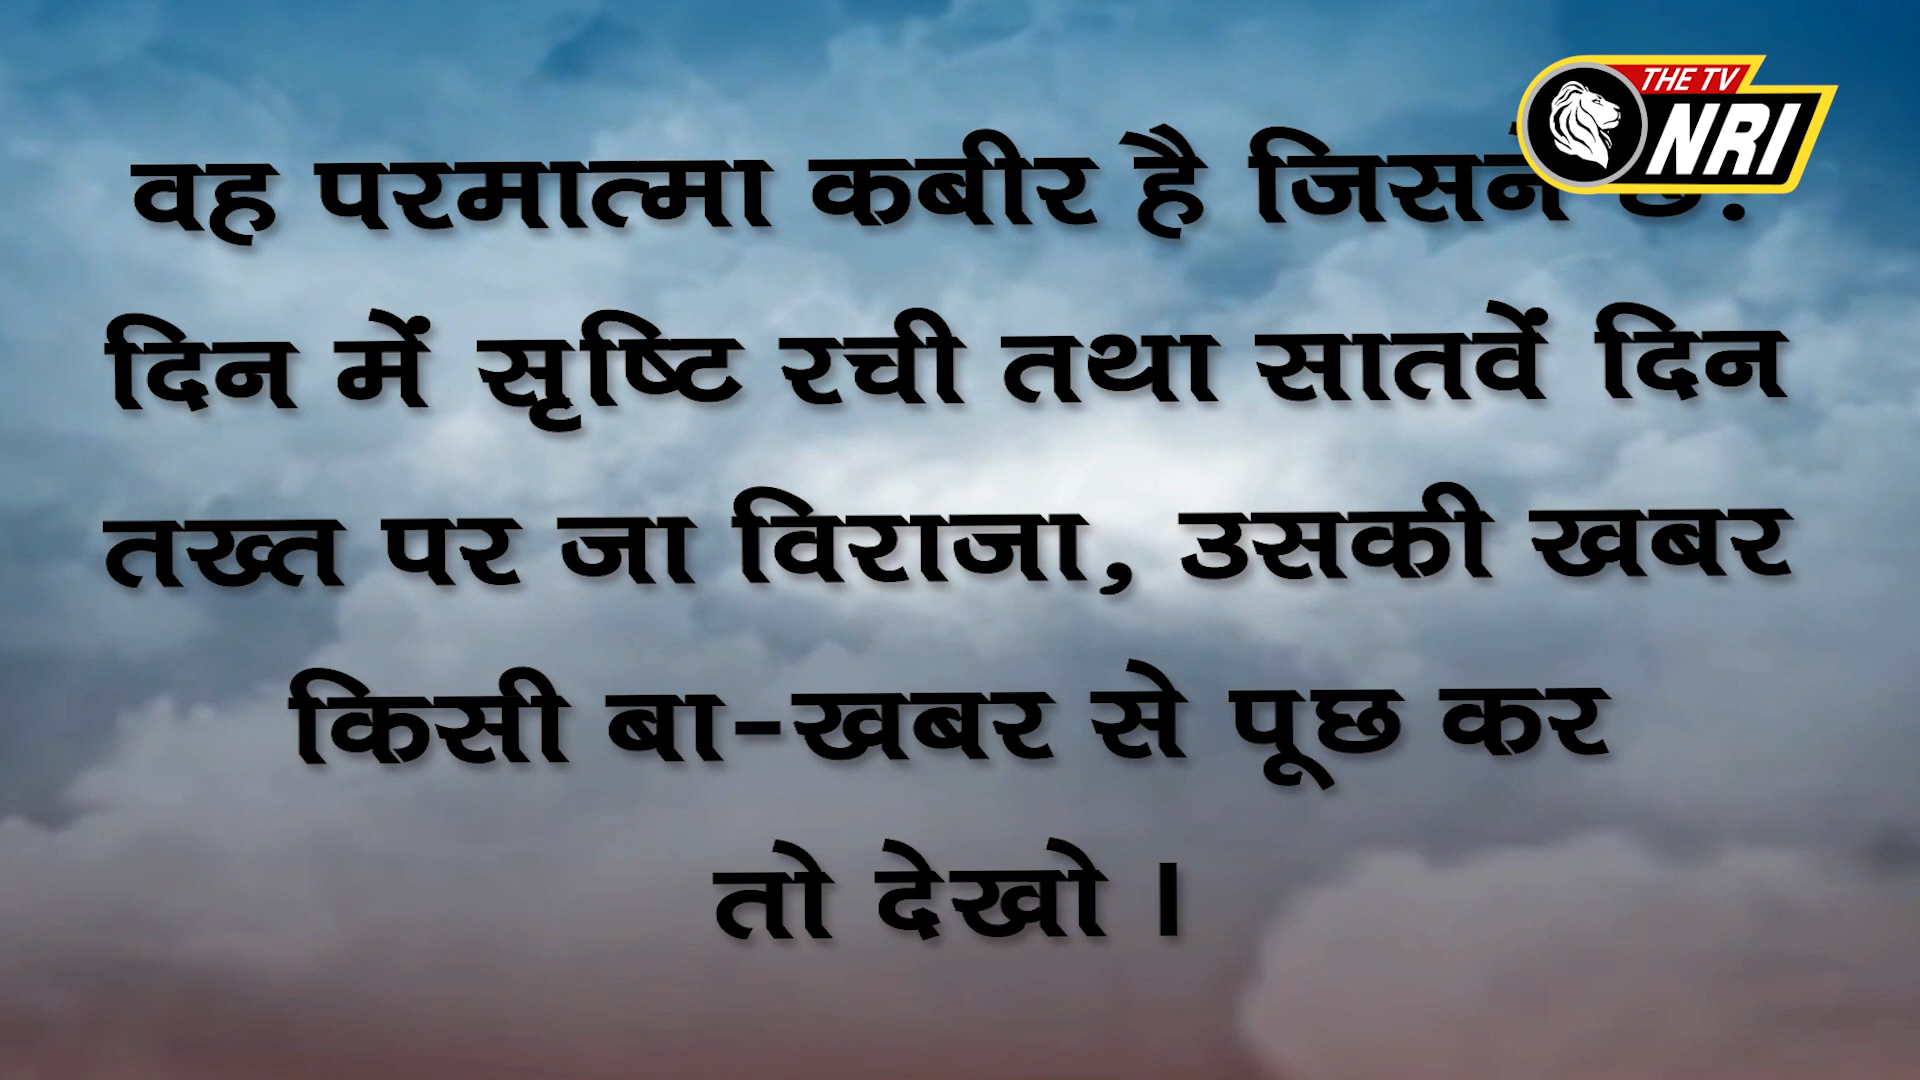 THE TV
NRI
वह परमात्मा कबीर है जिसने छः
दिन में सृष्टि रची तथा सातवें दिन
तख्त पर जा विराजा, उसकी खबर
किसी बा-खबर से पूछ कर
तो देखो ।